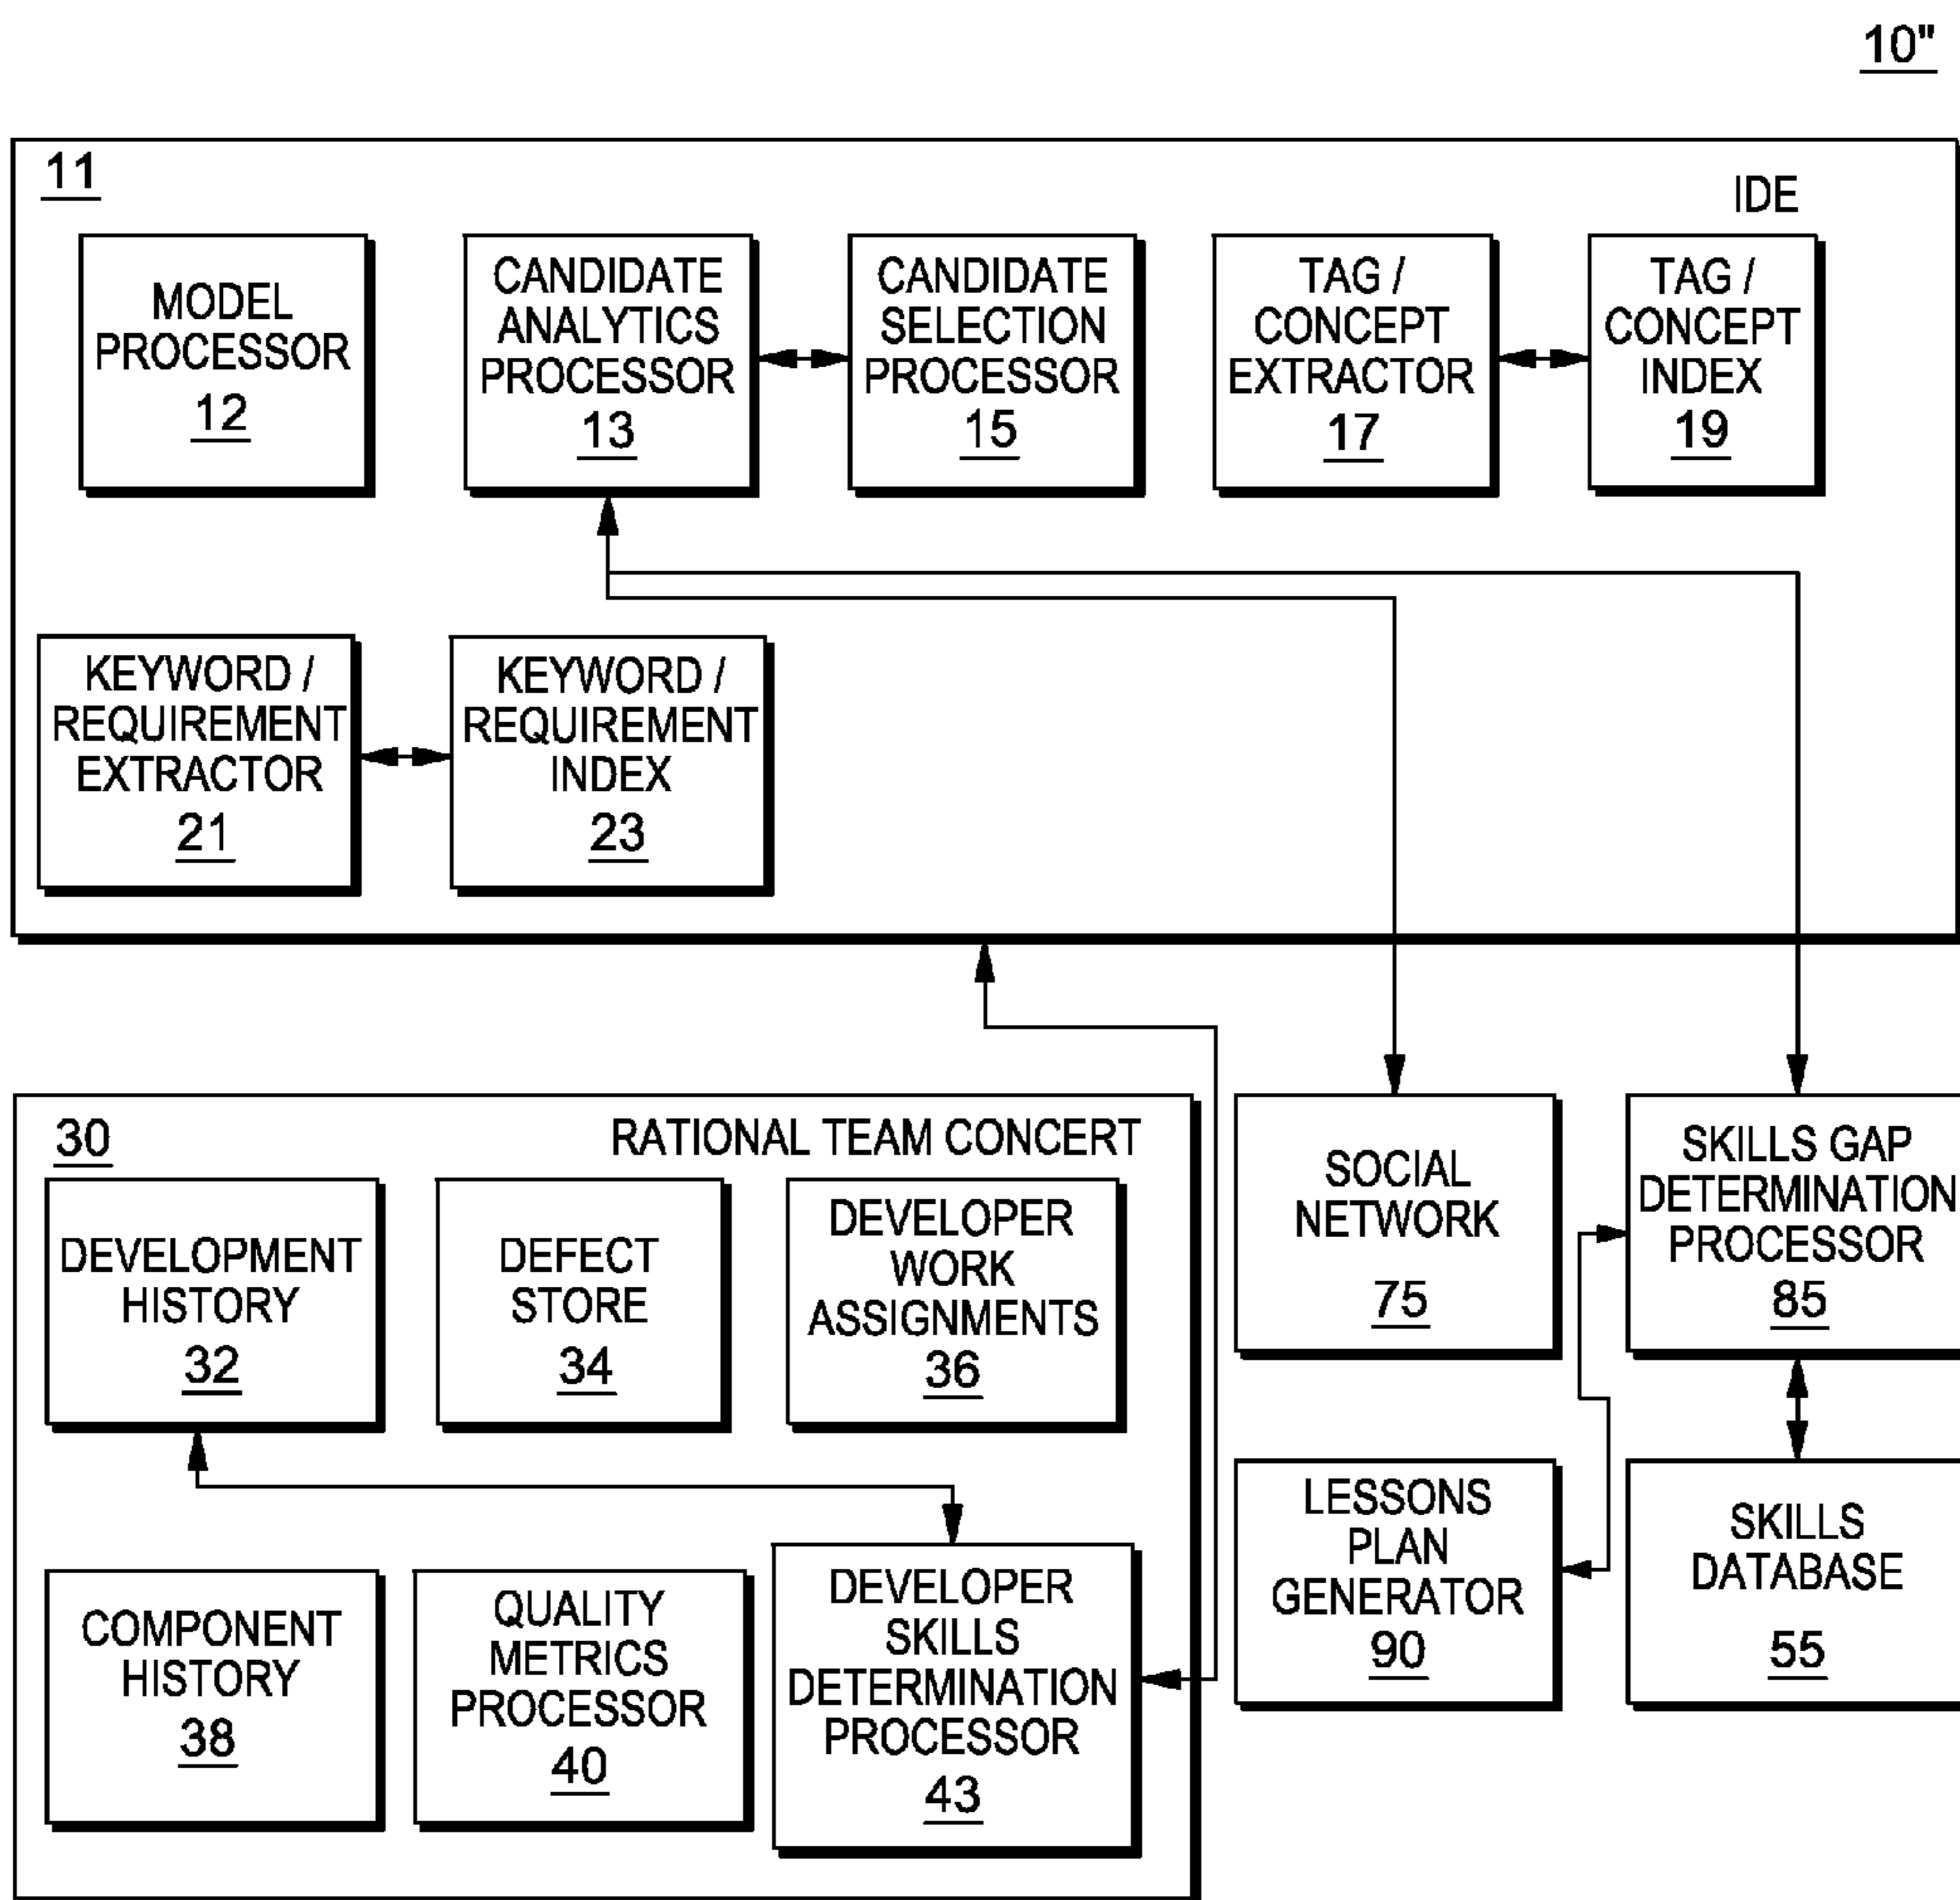 10"
11
IDE
MODEL
PROCESSOR
12
CANDIDATE
ANALYTICS
PROCESSOR
13
CANDIDATE
SELECTION
PROCESSOR
15
TAG /
CONCEPT
EXTRACTOR
17
TAG /
CONCEPT
INDEX
19
KEYWORD /
REQUIREMENT
EXTRACTOR
21
KEYWORD /
REQUIREMENT
INDEX
23
30
RATIONAL TEAM CONCERT
DEVELOPMENT
HISTORY
32
DEFECT
STORE
34
DEVELOPER
WORK
ASSIGNMENTS
36
COMPONENT
HISTORY
38
QUALITY
METRICS
PROCESSOR
40
DEVELOPER
SKILLS
DETERMINATION
PROCESSOR
43
SOCIAL
NETWORK
75
SKILLS GAP
DETERMINATION
PROCESSOR
85
LESSONS
PLAN
GENERATOR
90
SKILLS
DATABASE
55